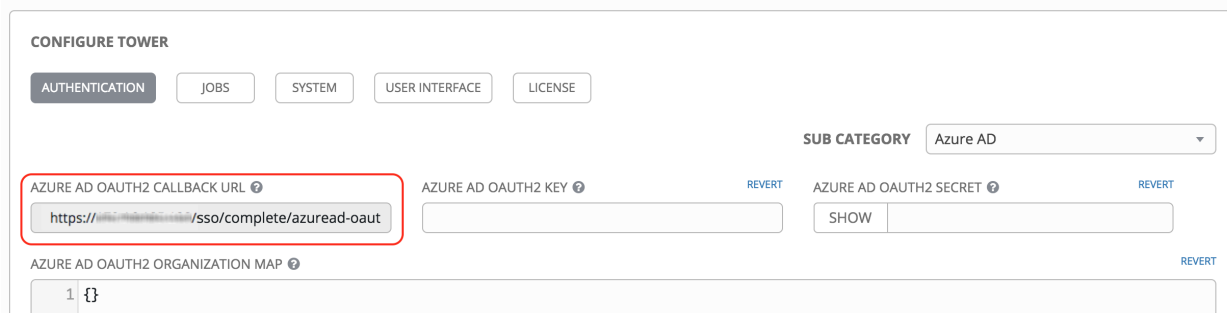 CONFIGURE TOWER
AUTHENTICATION JOBS SYSTEM USER INTERFACE LICENSE
SUB CATEGORY Azure AD
AZURE AD OAUTH2 CALLBACK URL ? AZURE AD OAUTH2 KEY ? REVERT AZURE AD OAUTH2 SECRET ? REVERT
https:// /sso/complete/azuread-oaut SHOW
AZURE AD OAUTH2 ORGANIZATION MAP ? REVERT
1 {}